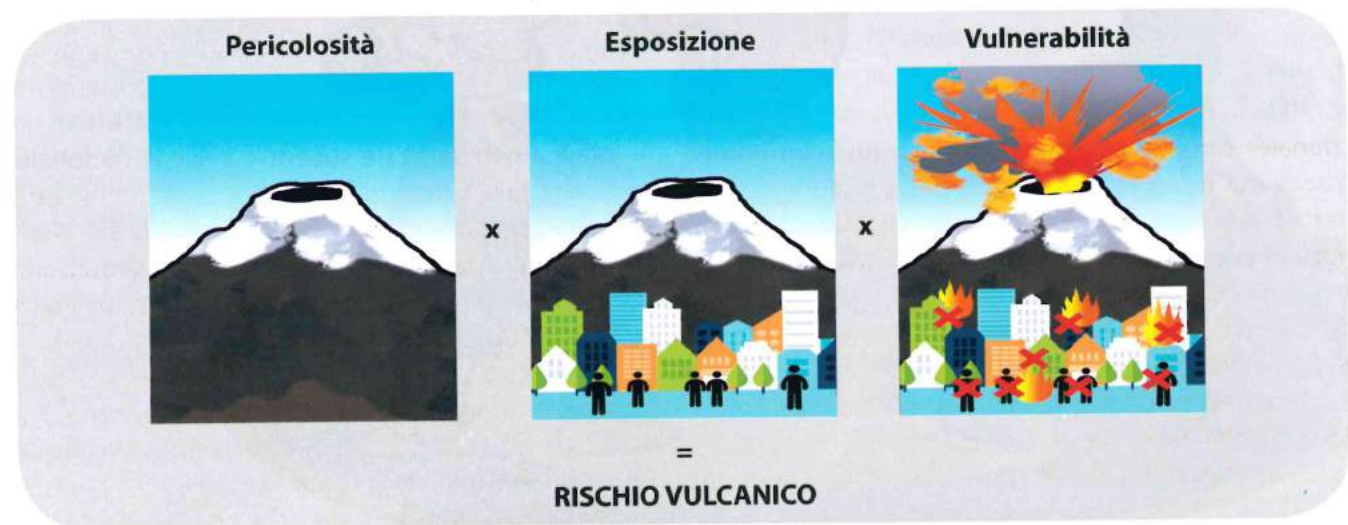 Pericolosità
Esposizione
Vulnerabilità
x
x
=
RISCHIO VULCANICO